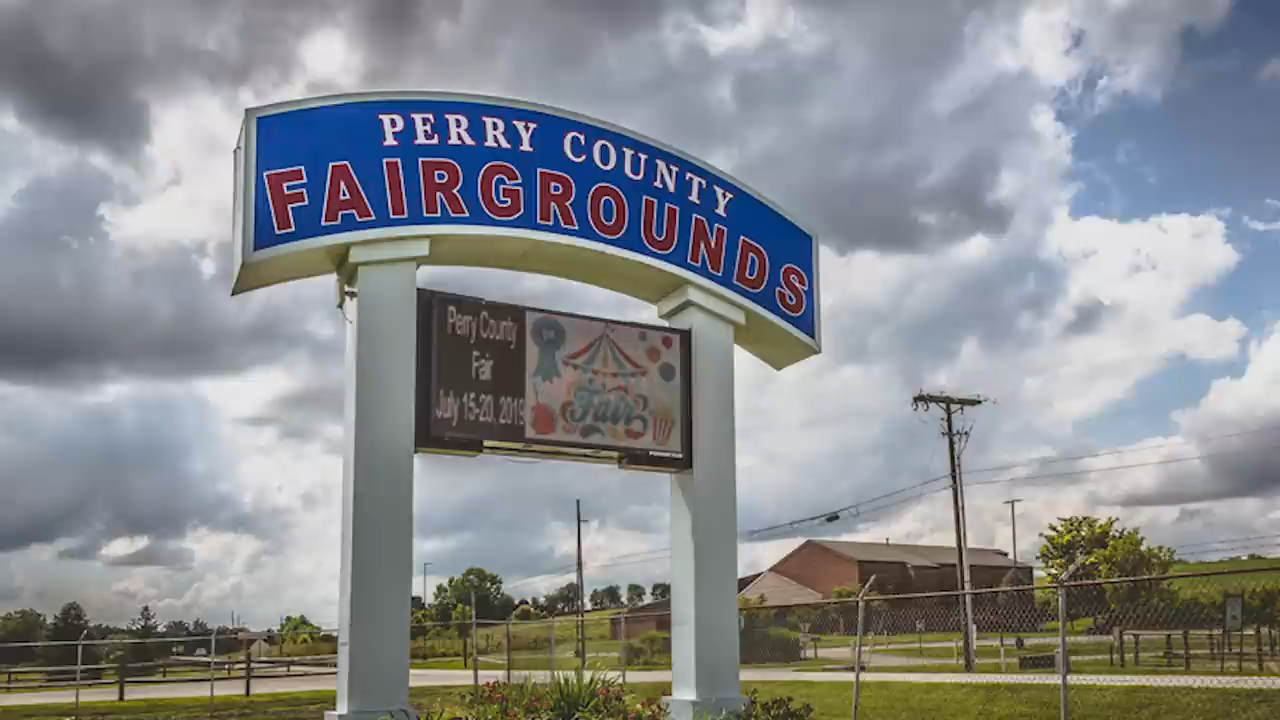 PERRY COUNTY
FAIRGROUNDS
Perry County
Fair
July 15-20, 2019
Fair